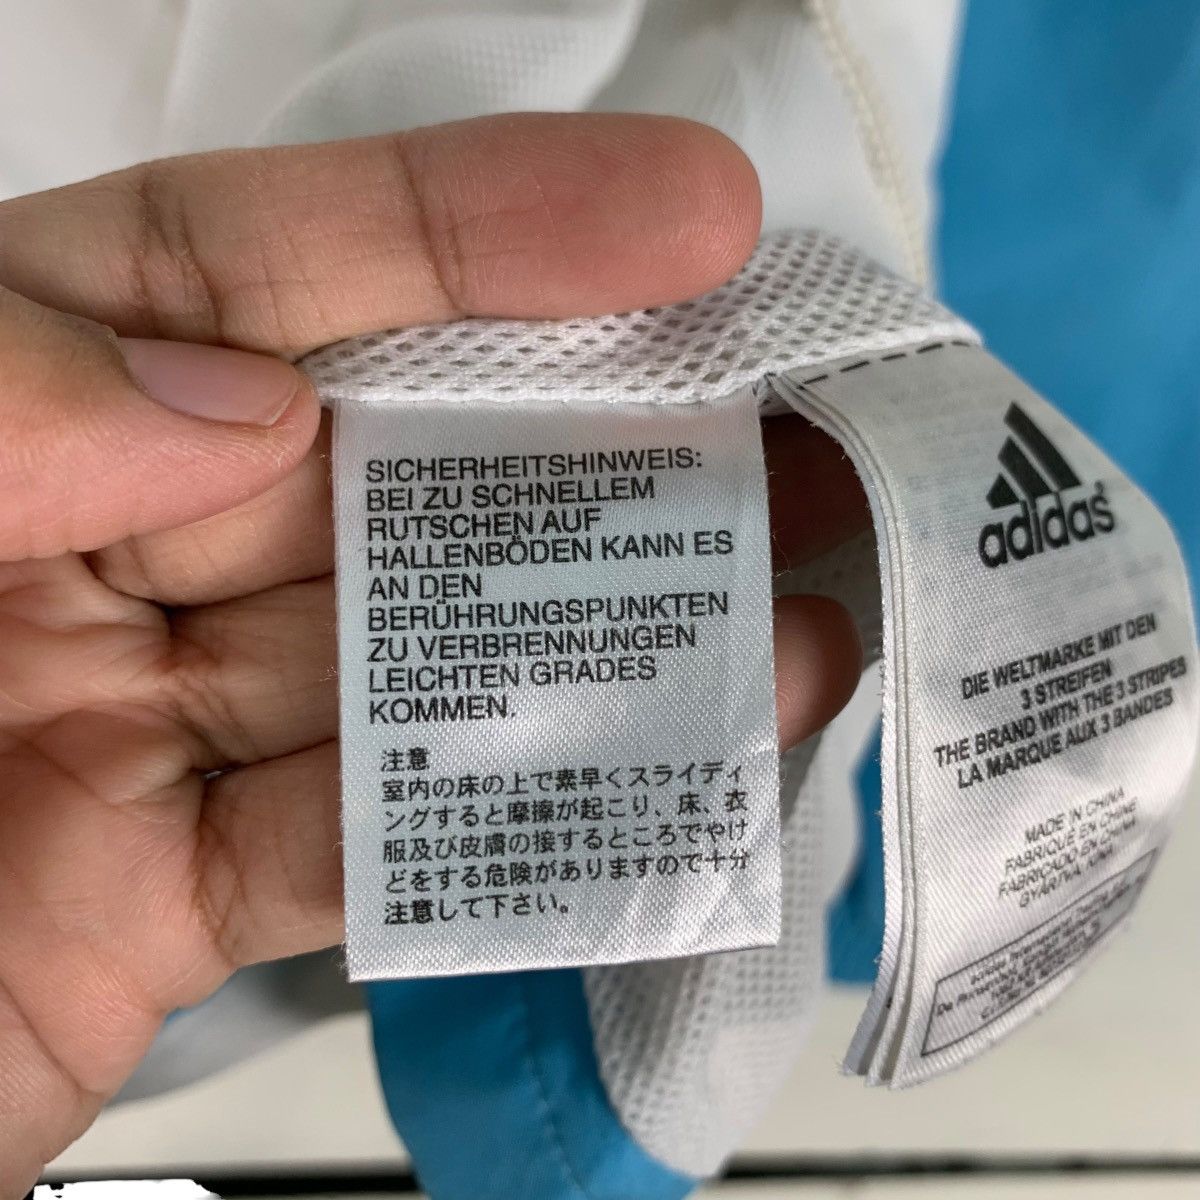 SICHERHEITSHINWEIS:
BEI ZU SCHNELLEM
RUTSCHEN AUF
HALLENBÖDEN KANN ES
AN DEN
BERÜHRUNGSPUNKTEN
ZU VERBRENNUNGEN
LEICHTEN GRADES
KOMMEN.
注意
室内の床の上で素早くスライディ
ングすると摩擦が起こり、床、衣
服及び皮膚の接するところでやけ
どをする危険がありますので十分
注意して下さい。
adidas
DIE WELTMARKE MIT DEN
3 STREIFEN
THE BRAND WITH THE 3 STRIPES
LA MARQUE AUX 3 BANDES
MADE IN CHINA
FABRIQUÉ EN CHINE
FABRICADO EN CHINA
GYÁRTVA: KÍNA
adidas International